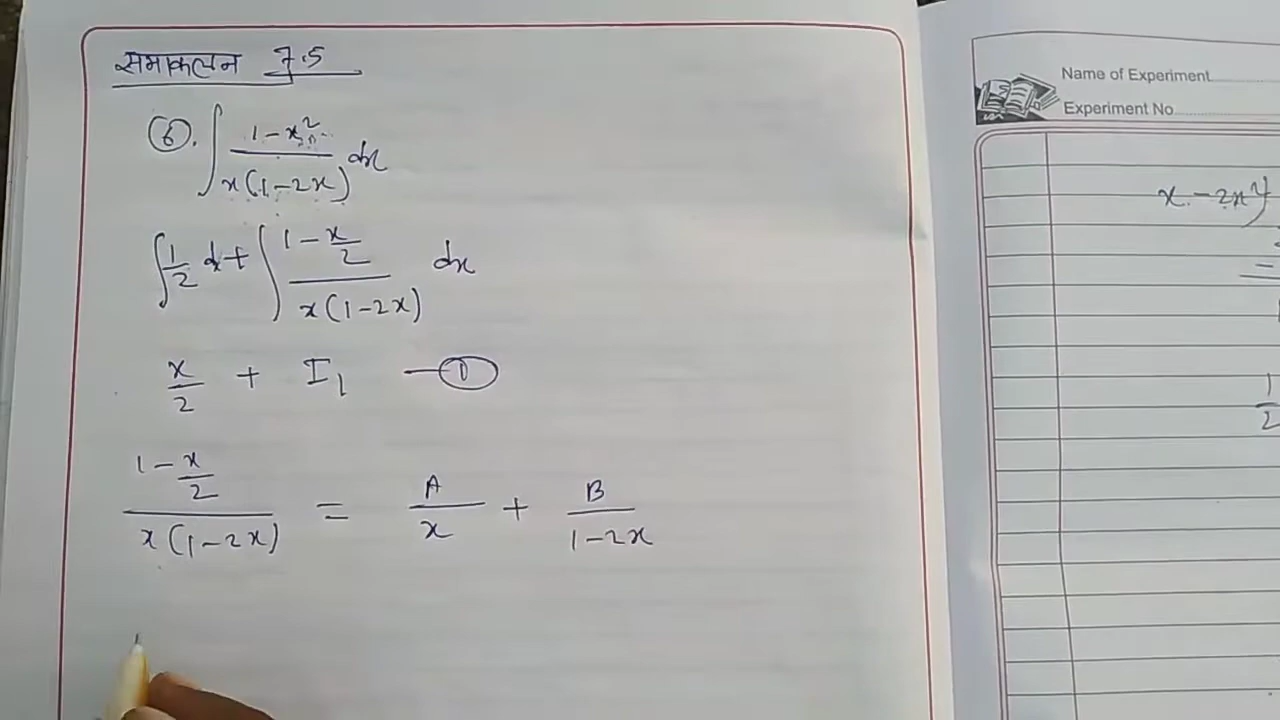 समाकलन 7.5
(6). ∫ (1-x²)/(x(1-2x)) dx
∫ 1/2 dx + ∫ (1 - x/2)/(x(1-2x)) dx
x/2 + I₁ —①
(1 - x/2)/(x(1-2x)) = A/x + B/(1-2x)
Name of Experiment
Experiment No
x - 2x²)
1/2